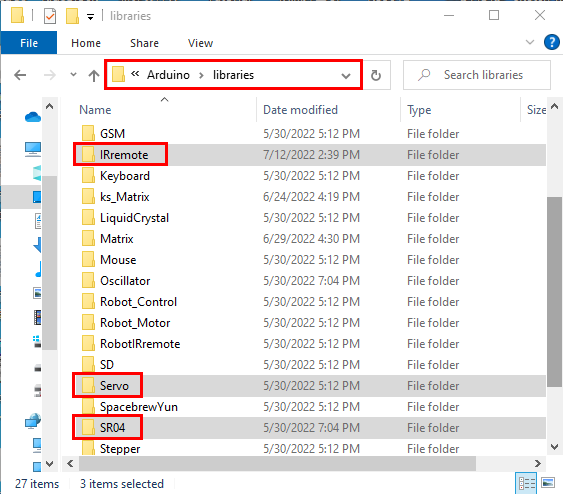 libraries
File
Home
Share
View
Arduino
libraries
Search libraries
Name Date modified Type Size
GSM 5/30/2022 5:12 PM File folder
IRremote 7/12/2022 2:39 PM File folder
Keyboard 5/30/2022 5:12 PM File folder
ks_Matrix 6/24/2022 4:19 PM File folder
LiquidCrystal 5/30/2022 5:12 PM File folder
Matrix 6/29/2022 4:30 PM File folder
Mouse 5/30/2022 5:12 PM File folder
Oscillator 5/30/2022 7:04 PM File folder
Robot_Control 5/30/2022 5:12 PM File folder
Robot_Motor 5/30/2022 5:12 PM File folder
RobotIRremote 5/30/2022 5:12 PM File folder
SD 5/30/2022 5:12 PM File folder
Servo 5/30/2022 5:12 PM File folder
SpacebrewYun 5/30/2022 5:12 PM File folder
SR04 5/30/2022 7:04 PM File folder
Stepper 5/30/2022 5:12 PM File folder
27 items 3 items selected